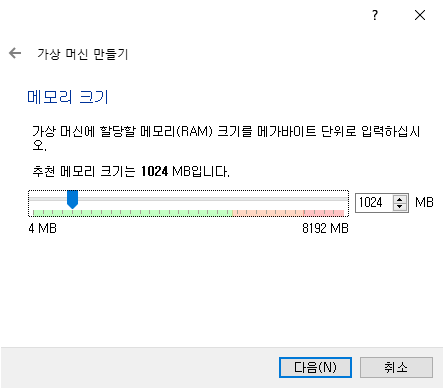 ?
가상 머신 만들기
메모리 크기
가상 머신에 할당할 메모리(RAM) 크기를 메가바이트 단위로 입력하십시
오.
추천 메모리 크기는 1024 MB입니다.
1024 MB
4 MB 8192 MB
다음(N) 취소